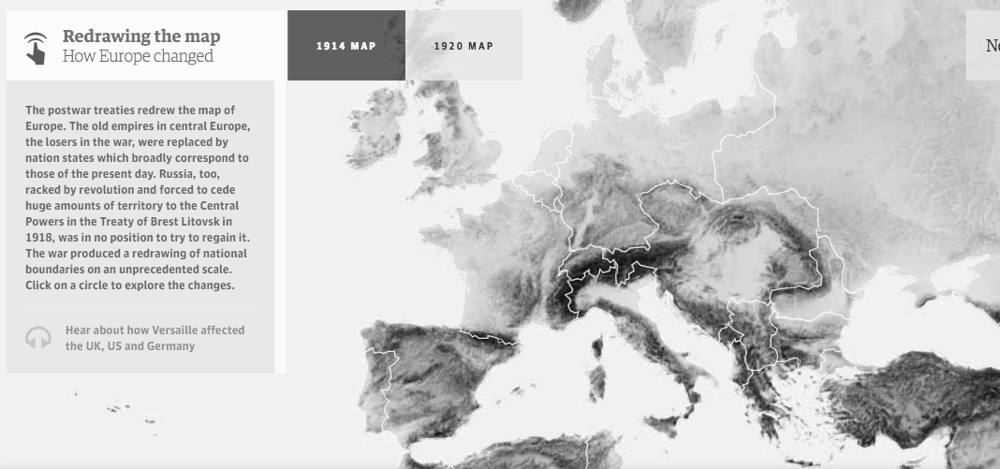 Redrawing the map
How Europe changed
1914 MAP
1920 MAP
The postwar treaties redrew the map of
Europe. The old empires in central Europe,
the losers in the war, were replaced by
nation states which broadly correspond to
those of the present day. Russia, too,
racked by revolution and forced to cede
huge amounts of territory to the Central
Powers in the Treaty of Brest Litovsk in
1918, was in no position to try to regain it.
The war produced a redrawing of national
boundaries on an unprecedented scale.
Click on a circle to explore the changes.
Hear about how Versaille affected
the UK, US and Germany